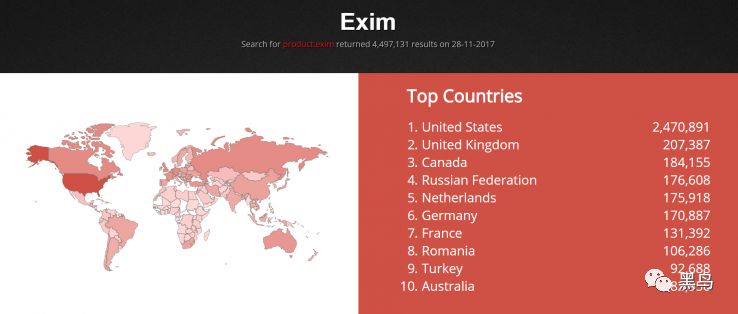 Exim
Search for product:exim returned 4,497,131 results on 28-11-2017
Top Countries
1. United States 2,470,891
2. United Kingdom 207,387
3. Canada 184,155
4. Russian Federation 176,608
5. Netherlands 175,918
6. Germany 170,887
7. France 131,392
8. Romania 106,286
9. Turkey 92,688
10. Australia
黑鸟